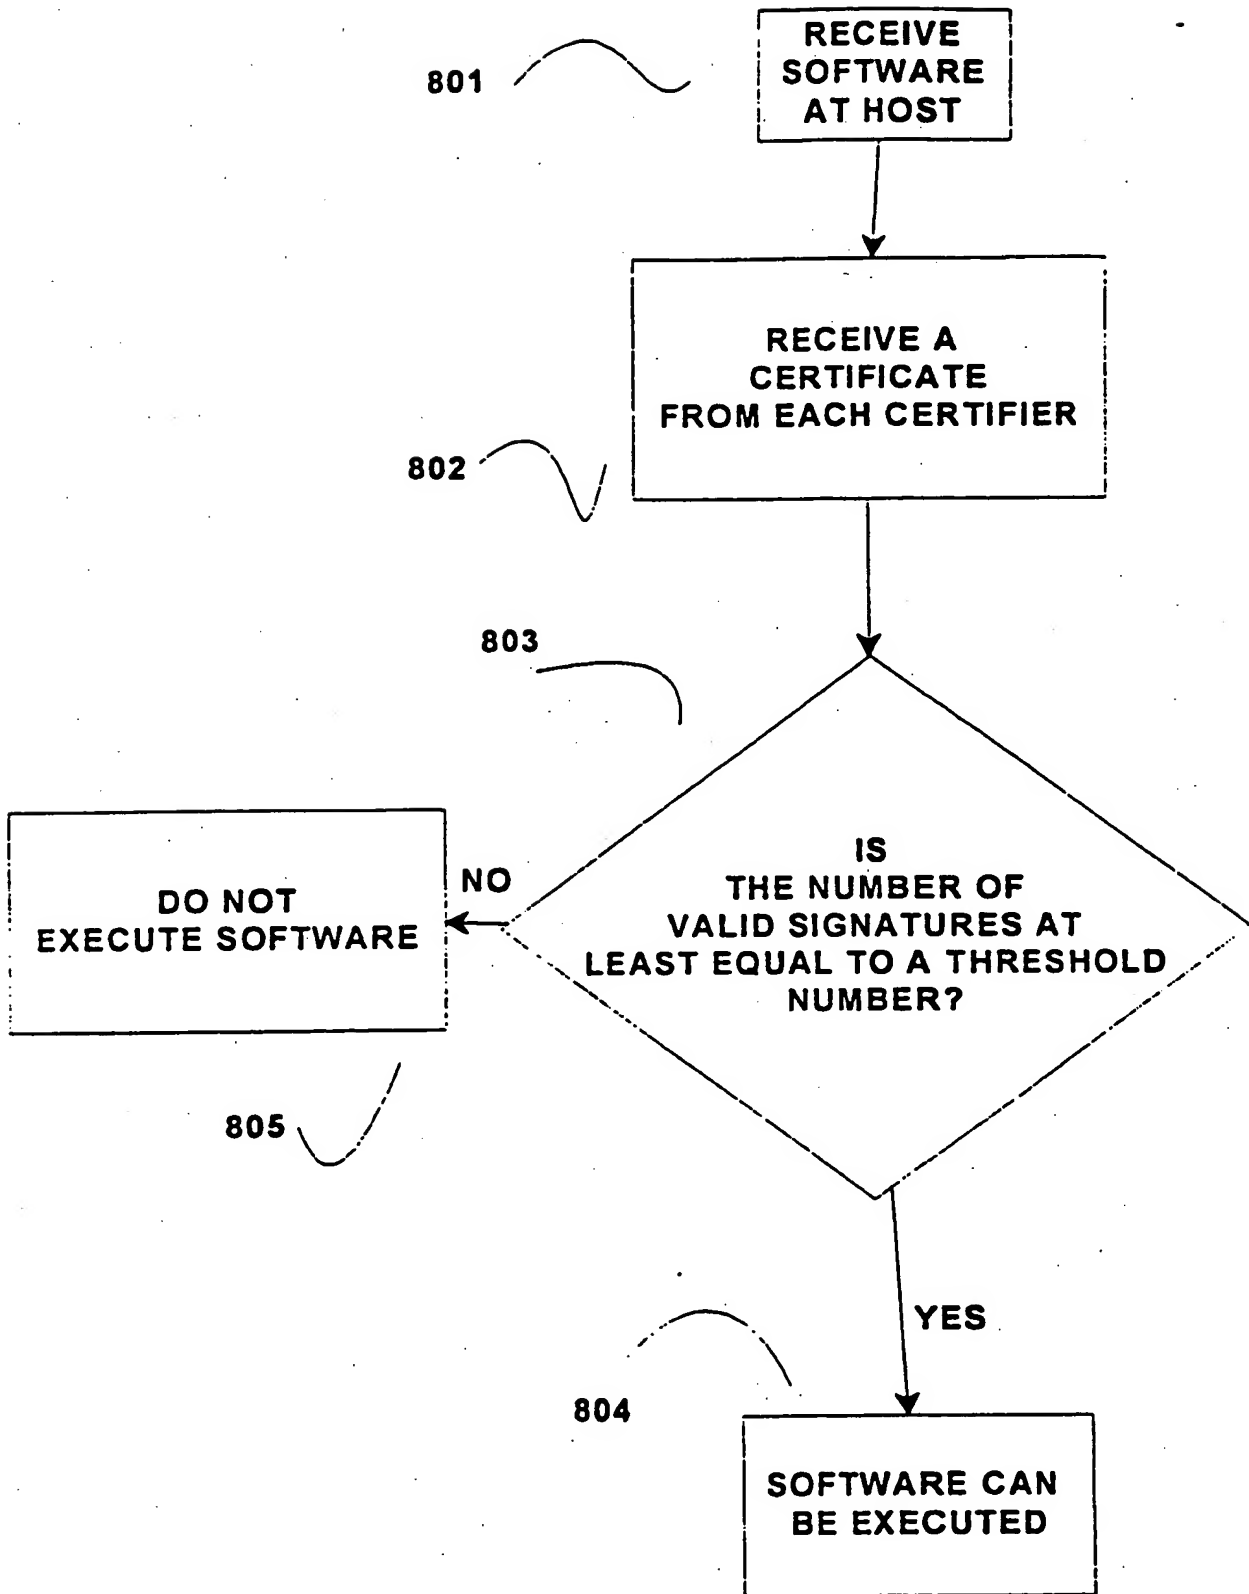 801
RECEIVE
SOFTWARE
AT HOST
RECEIVE A
CERTIFICATE
FROM EACH CERTIFIER
802
803
IS
THE NUMBER OF
VALID SIGNATURES AT
LEAST EQUAL TO A THRESHOLD
NUMBER?
NO
DO NOT
EXECUTE SOFTWARE
805
YES
804
SOFTWARE CAN
BE EXECUTED